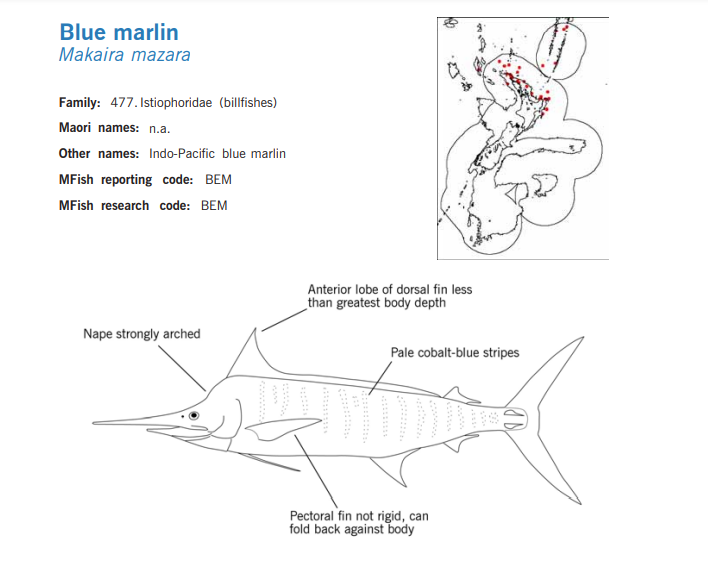 Blue marlin
Makaira mazara
Family: 477. Istiophoridae (billfishes)
Maori names: n.a.
Other names: Indo-Pacific blue marlin
MFish reporting code: BEM
MFish research code: BEM
Anterior lobe of dorsal fin less
than greatest body depth
Nape strongly arched
Pale cobalt-blue stripes
Pectoral fin not rigid, can
fold back against body